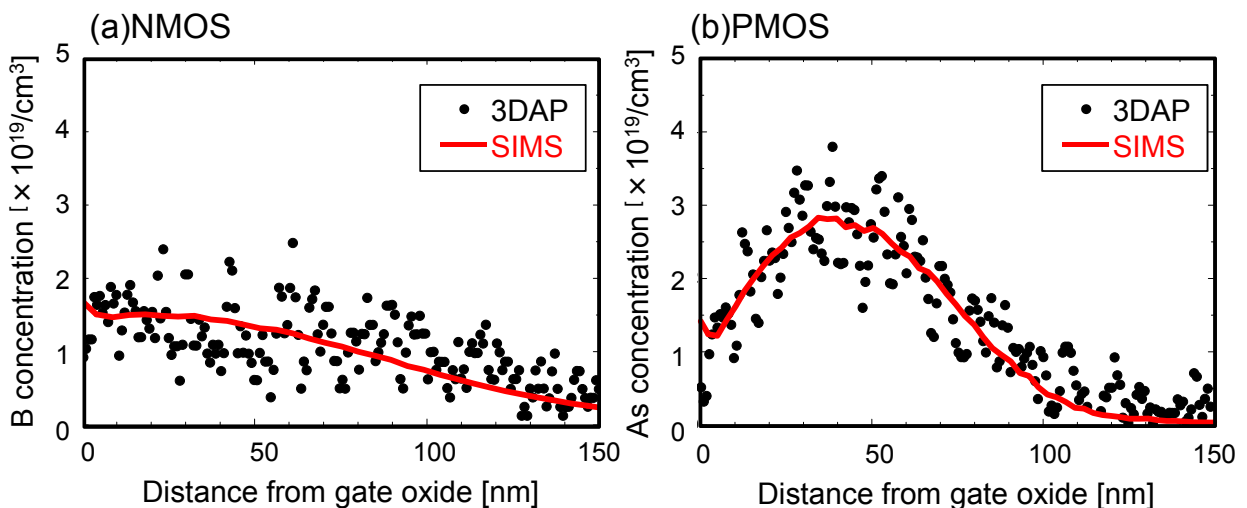 (a)NMOS
B concentration [×10¹⁹/cm³]
5
4
3
2
1
0
3DAP
SIMS
0 50 100 150
Distance from gate oxide [nm]
(b)PMOS
As concentration [×10¹⁹/cm³]
5
4
3
2
1
0
3DAP
SIMS
0 50 100 150
Distance from gate oxide [nm]